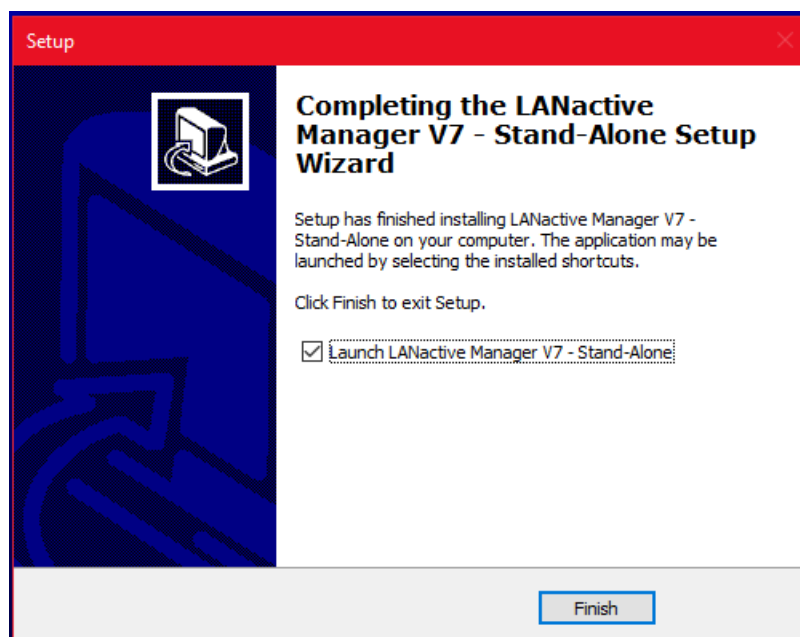 Setup
Completing the LANactive
Manager V7 - Stand-Alone Setup
Wizard
Setup has finished installing LANactive Manager V7 -
Stand-Alone on your computer. The application may be
launched by selecting the installed shortcuts.
Click Finish to exit Setup.
Launch LANactive Manager V7 - Stand-Alone
Finish